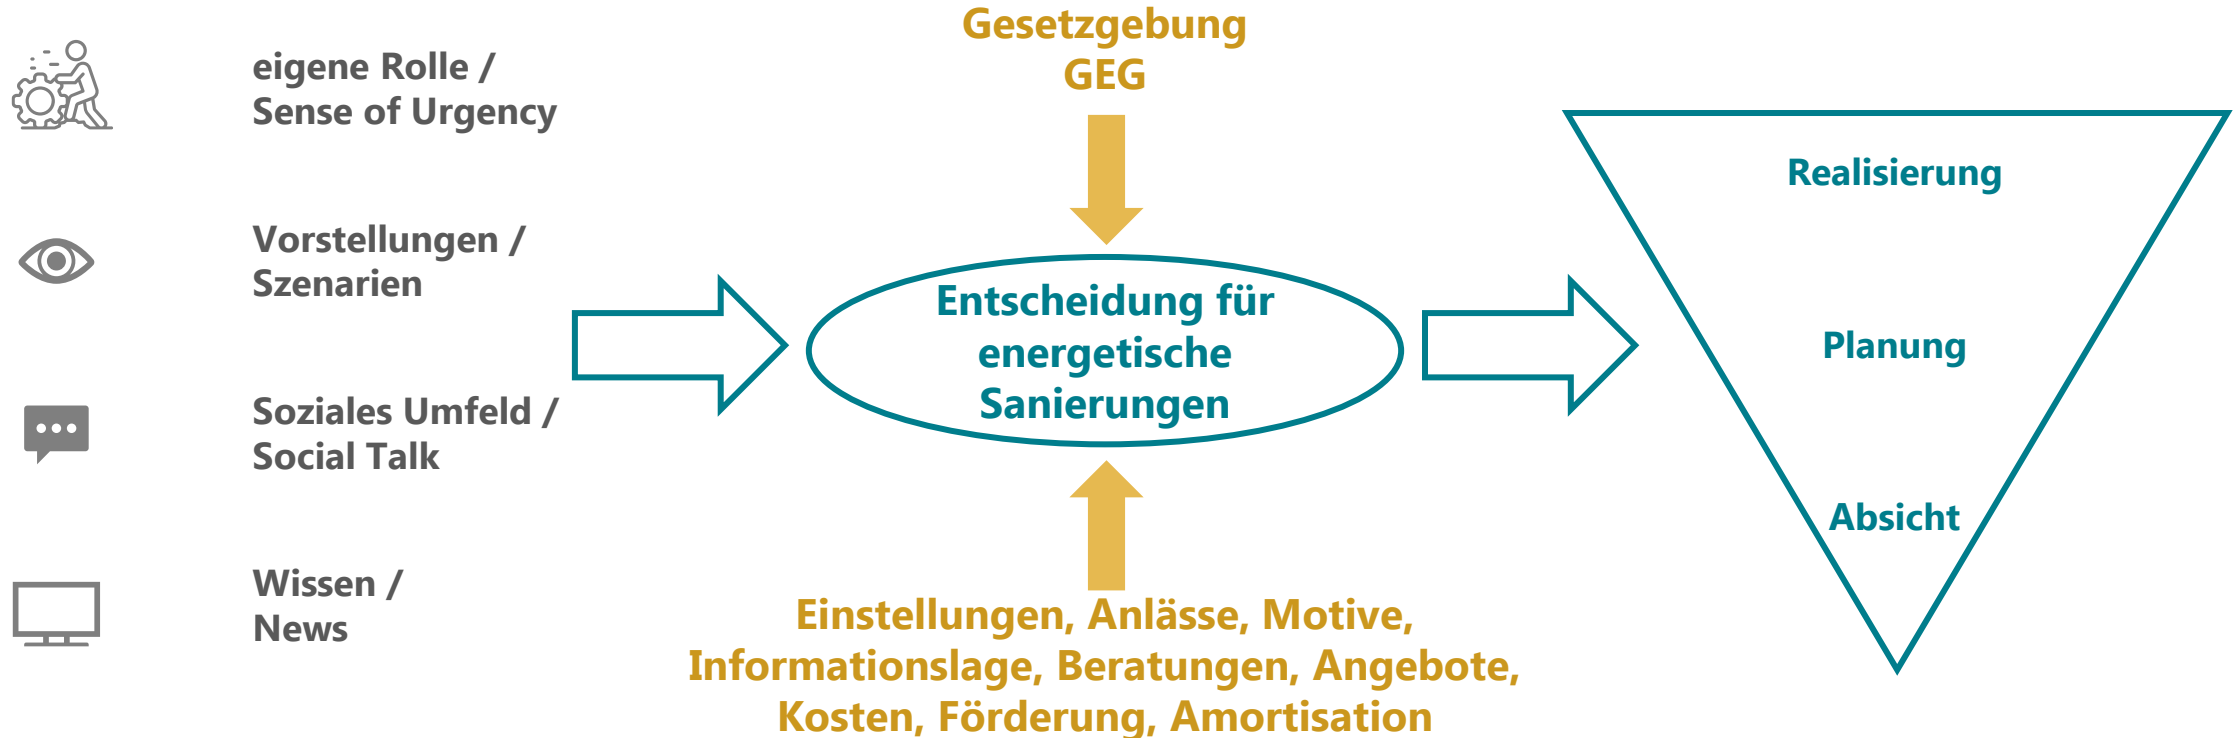 eigene Rolle /
Sense of Urgency
Vorstellungen /
Szenarien
Soziales Umfeld /
Social Talk
Wissen /
News
Gesetzgebung
GEG
Entscheidung für
energetische
Sanierungen
Einstellungen, Anlässe, Motive,
Informationslage, Beratungen, Angebote,
Kosten, Förderung, Amortisation
Realisierung
Planung
Absicht